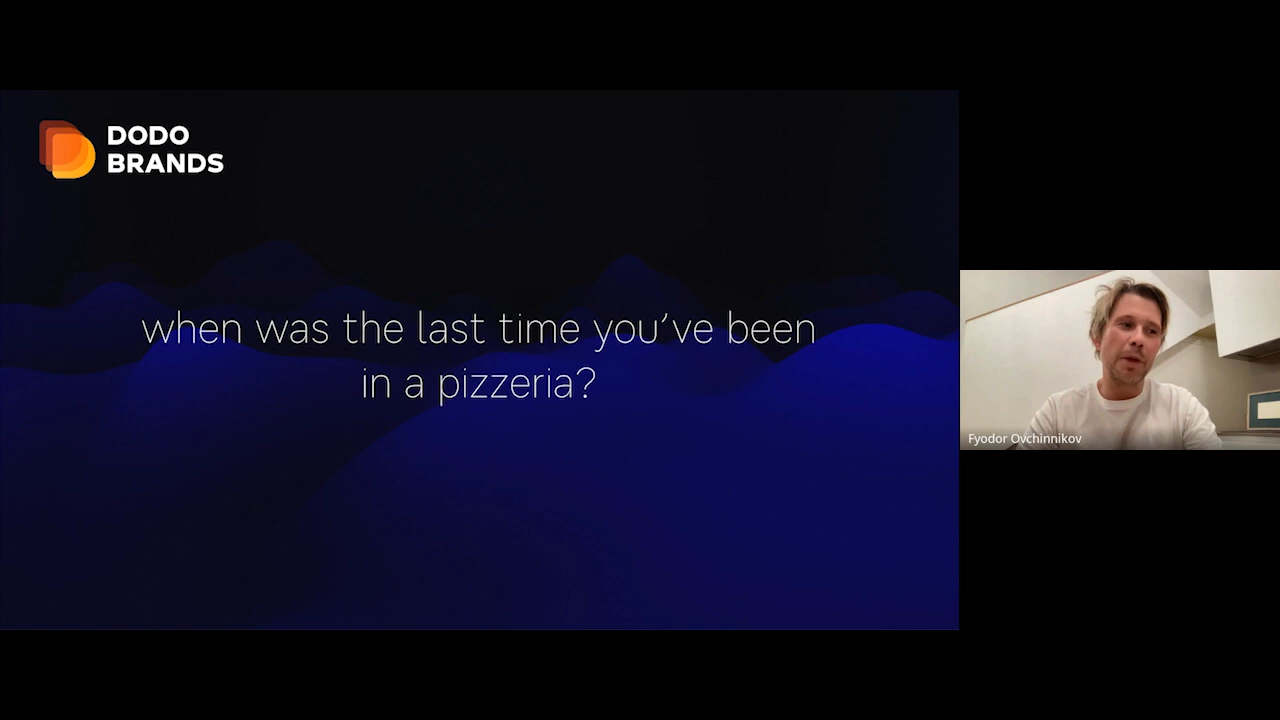 DODO
BRANDS
when was the last time you’ve been
in a pizzeria?
Fyodor Ovchinnikov